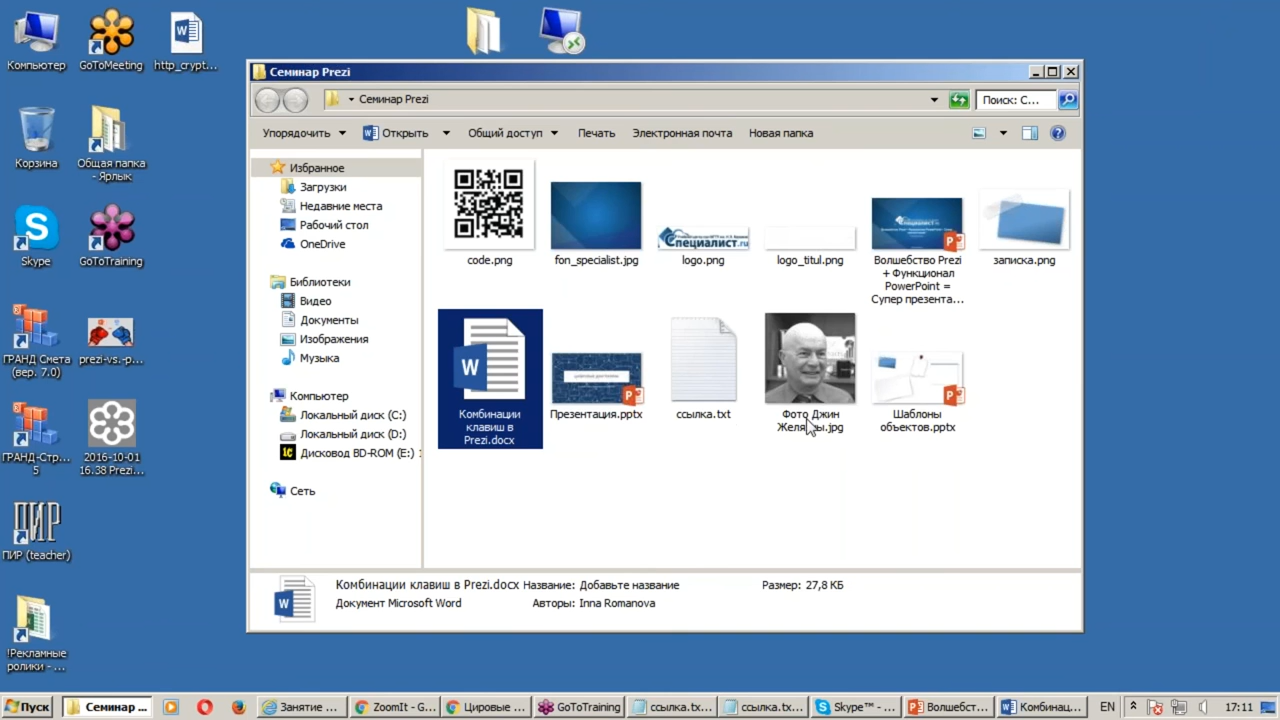 Компьютер
GoToMeeting
http_crypt...
Корзина
Общая папка
- Ярлык
Skype
GoToTraining
ГРАНД Смета
(вер. 7.0)
prezi-vs.-p...
ГРАНД-Стр...
5
2016-10-01
16.38 Prezi...
ПИР
ПИР (teacher)
!Рекламные
ролики - ...
Семинар Prezi
Семинар Prezi
Поиск: С...
Упорядочить
Открыть
Общий доступ
Печать
Электронная почта
Новая папка
Избранное
Загрузки
Недавние места
Рабочий стол
OneDrive
Библиотеки
Видео
Документы
Изображения
Музыка
Компьютер
Локальный диск (C:)
Локальный диск (D:)
Дисковод BD-ROM (E:) 1
Сеть
code.png
fon_specialist.jpg
Специалист.ru
logo.png
logo_titul.png
Волшебство Prezi
+ Функционал
PowerPoint =
Супер презента...
записка.png
Комбинации
клавиш в
Prezi.docx
Презентация.pptx
ссылка.txt
Фото Джин
Желязны.jpg
Шаблоны
объектов.pptx
Комбинации клавиш в Prezi.docx Название: Добавьте название
Размер: 27,8 КБ
Документ Microsoft Word
Авторы: Inna Romanova
Пуск
Семинар ...
Занятие ...
ZoomIt - G...
Цировые ...
GoToTraining
ссылка.tx...
ссылка.tx...
Skype™ - ...
Волшебст...
Комбинац...
EN
17:11